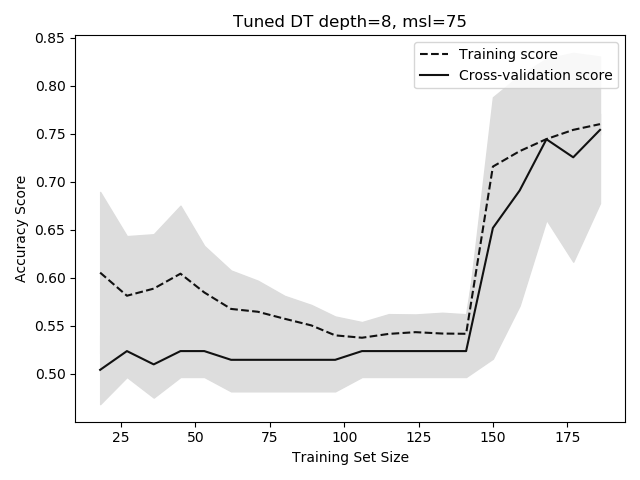 Tuned DT depth=8, msl=75
Training score
Cross-validation score
Accuracy Score
0.85
0.80
0.75
0.70
0.65
0.60
0.55
0.50
25 50 75 100 125 150 175
Training Set Size